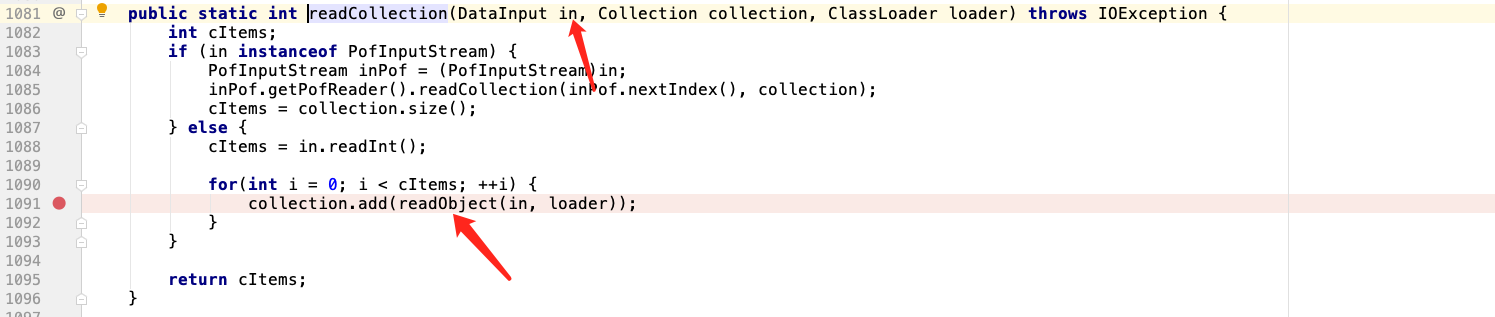 1081 @ public static int readCollection(DataInput in, Collection collection, ClassLoader loader) throws IOException {
1082 int cItems;
1083 if (in instanceof PofInputStream) {
1084 PofInputStream inPof = (PofInputStream)in;
1085 inPof.getPofReader().readCollection(inPof.nextIndex(), collection);
1086 cItems = collection.size();
1087 } else {
1088 cItems = in.readInt();
1089
1090 for(int i = 0; i < cItems; ++i) {
1091 collection.add(readObject(in, loader));
1092 }
1093 }
1094
1095 return cItems;
1096 }
1097